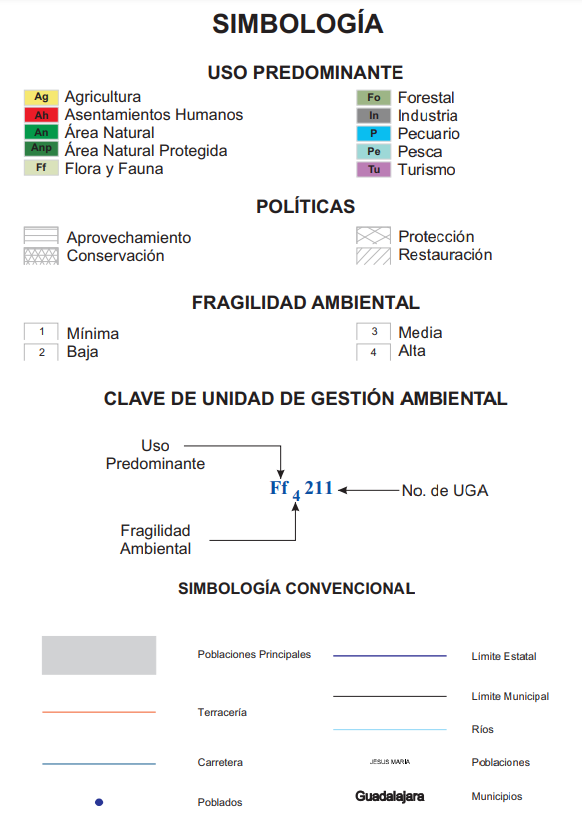 SIMBOLOGÍA
USO PREDOMINANTE
Ag Agricultura
Ah Asentamientos Humanos
An Área Natural
Anp Área Natural Protegida
Ff Flora y Fauna
Fo Forestal
In Industria
P Pecuario
Pe Pesca
Tu Turismo
POLÍTICAS
Aprovechamiento
Conservación
Protección
Restauración
FRAGILIDAD AMBIENTAL
1 Mínima
2 Baja
3 Media
4 Alta
CLAVE DE UNIDAD DE GESTIÓN AMBIENTAL
Uso
Predominante
Ff 4 211
No. de UGA
Fragilidad
Ambiental
SIMBOLOGÍA CONVENCIONAL
Poblaciones Principales
Terracería
Carretera
Poblados
Limite Estatal
Limite Municipal
Ríos
JESUS MARIA Poblaciones
Guadalajara Municipios